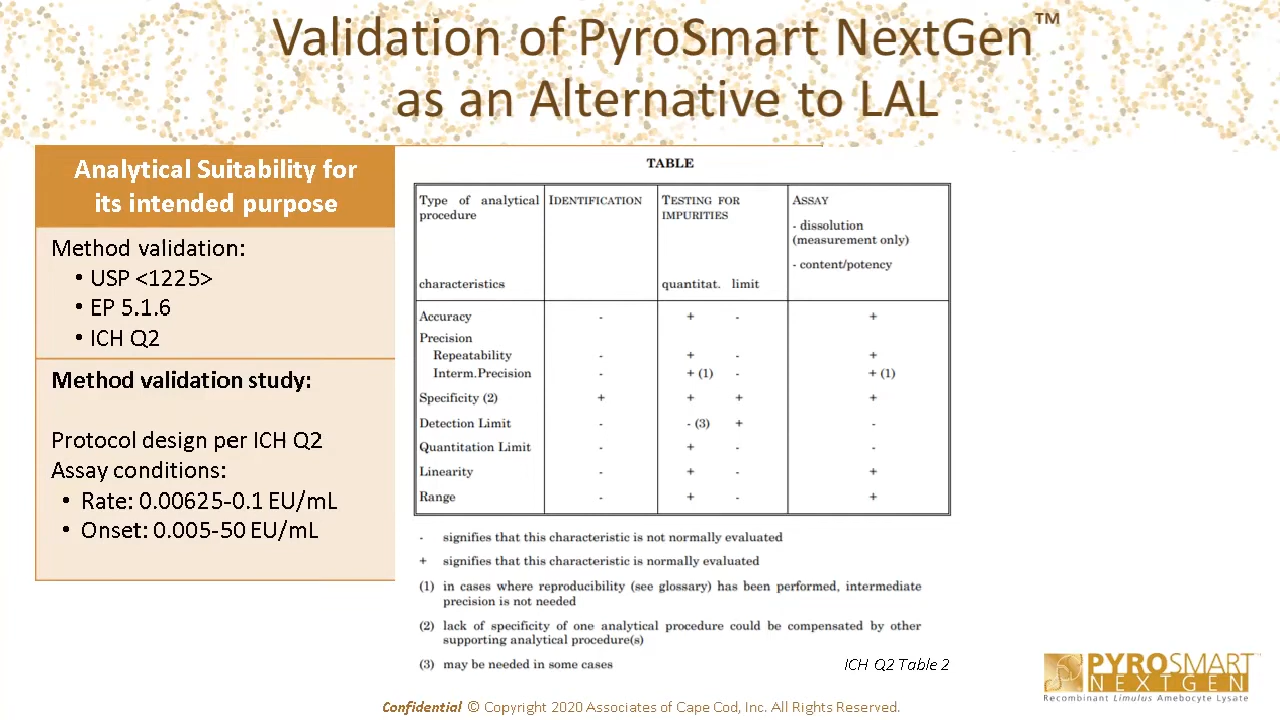 Validation of PyroSmart NextGen™
as an Alternative to LAL
Analytical Suitability for
its intended purpose
Method validation:
• USP <1225>
• EP 5.1.6
• ICH Q2
Method validation study:
Protocol design per ICH Q2
Assay conditions:
• Rate: 0.00625-0.1 EU/mL
• Onset: 0.005-50 EU/mL
TABLE
Type of analytical procedure characteristics IDENTIFICATION TESTING FOR IMPURITIES quantitat. limit ASSAY - dissolution (measurement only) - content/potency
Accuracy - + - +
Precision
Repeatability - + - +
Interm.Precision - + (1) - + (1)
Specificity (2) + + + +
Detection Limit - - (3) + -
Quantitation Limit - + - -
Linearity - + - +
Range - + - +
- signifies that this characteristic is not normally evaluated
+ signifies that this characteristic is normally evaluated
(1) in cases where reproducibility (see glossary) has been performed, intermediate
precision is not needed
(2) lack of specificity of one analytical procedure could be compensated by other
supporting analytical procedure(s)
(3) may be needed in some cases
ICH Q2 Table 2
PYROSMART
NEXTGEN
Recombinant Limulus Amebocyte Lysate
Confidential © Copyright 2020 Associates of Cape Cod, Inc. All Rights Reserved.